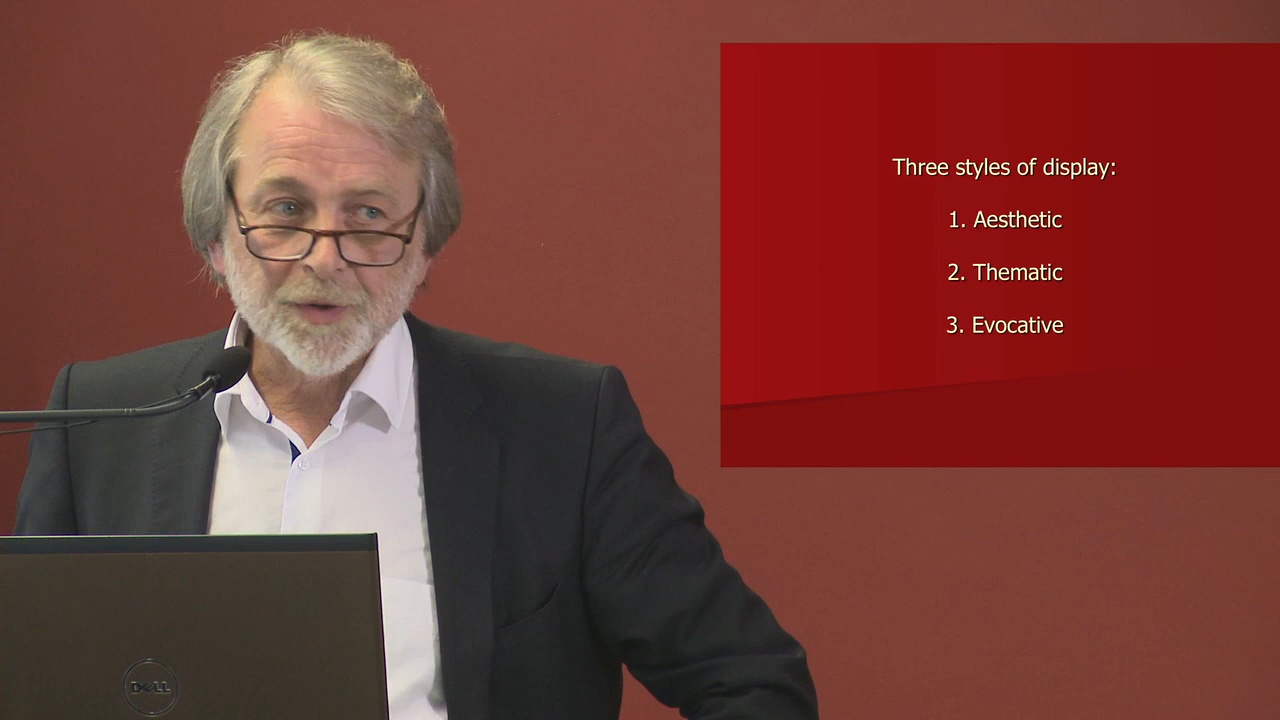 Three styles of display:
1. Aesthetic
2. Thematic
3. Evocative
DELL